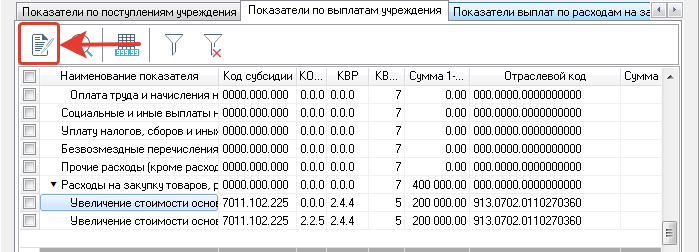 Показатели по поступлениям учреждения Показатели по выплатам учреждения Показатели выплат по расходам на за
Наименование показателя Код субсидии КО... КВР КВ... Сумма 1-... Отраслевой код Сумма
Оплата труда и начисления н 0000.000.000 0.0.0 0.0.0 7 0.00 000.0000.0000000000
Социальные и иные выплаты н 0000.000.000 0.0.0 0.0.0 7 0.00 000.0000.0000000000
Уплату налогов, сборов и иных 0000.000.000 0.0.0 0.0.0 7 0.00 000.0000.0000000000
Безвозмездные перечисления 0000.000.000 0.0.0 0.0.0 7 0.00 000.0000.0000000000
Прочие расходы (кроме расход 0000.000.000 0.0.0 0.0.0 7 0.00 000.0000.0000000000
Расходы на закупку товаров, р 0000.000.000 0.0.0 0.0.0 7 400 000.00 000.0000.0000000000
Увеличение стоимости основ 7011.102.225 0.0.0 2.4.4 5 200 000.00 913.0702.0110270360
Увеличение стоимости основ 7011.102.225 2.2.5 2.4.4 5 200 000.00 913.0702.0110270360